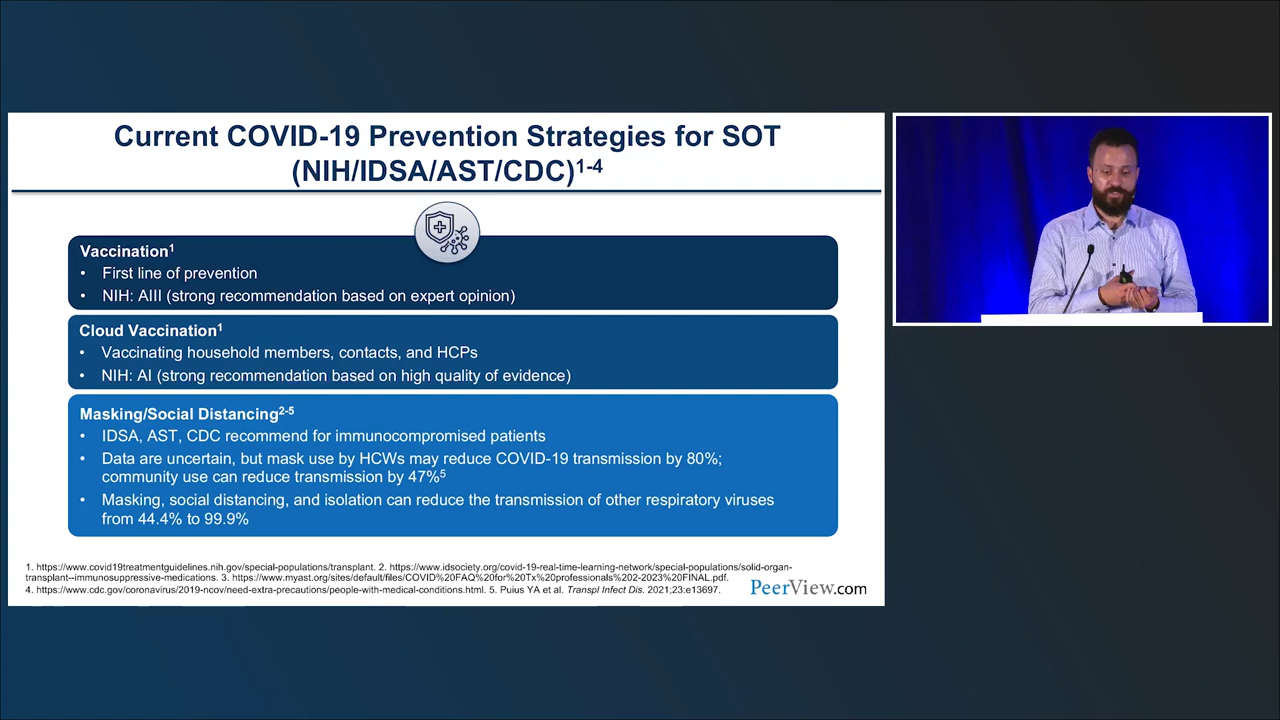 Current COVID-19 Prevention Strategies for SOT
(NIH/IDSA/AST/CDC)1-4
Vaccination1
• First line of prevention
• NIH: AIII (strong recommendation based on expert opinion)
Cloud Vaccination1
• Vaccinating household members, contacts, and HCPs
• NIH: AI (strong recommendation based on high quality of evidence)
Masking/Social Distancing2-5
• IDSA, AST, CDC recommend for immunocompromised patients
• Data are uncertain, but mask use by HCWs may reduce COVID-19 transmission by 80%;
community use can reduce transmission by 47%5
• Masking, social distancing, and isolation can reduce the transmission of other respiratory viruses
from 44.4% to 99.9%
1. https://www.covid19treatmentguidelines.nih.gov/special-populations/transplant. 2. https://www.idsociety.org/covid-19-real-time-learning-network/special-populations/solid-organ-
transplant--immunosuppressive-medications. 3. https://www.myast.org/sites/default/files/COVID%20FAQ%20for%20Tx%20professionals%202-2023%20FINAL.pdf.
4. https://www.cdc.gov/coronavirus/2019-ncov/need-extra-precautions/people-with-medical-conditions.html. 5. Puius YA et al. Transpl Infect Dis. 2021;23:e13697.
PeerView.com